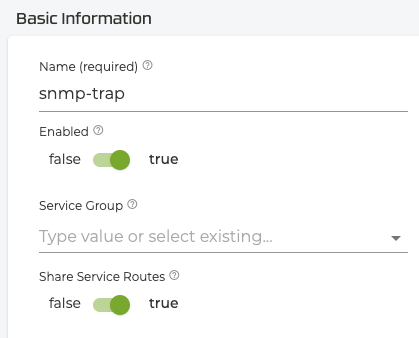 Basic Information
Name (required)
snmp-trap
Enabled
false true
Service Group
Type value or select existing...
Share Service Routes
false true